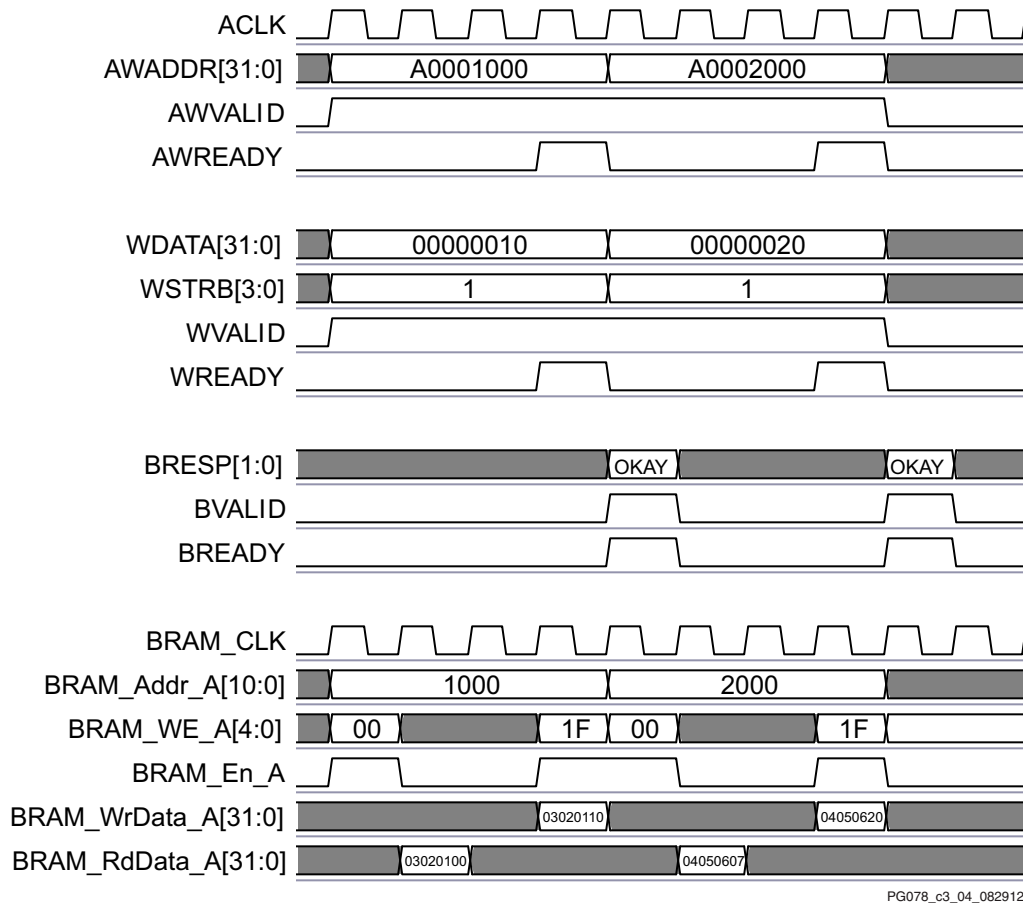 ACLK
AWADDR[31:0] A0001000 A0002000
AWVALID
AWREADY
WDATA[31:0] 00000010 00000020
WSTRB[3:0] 1 1
WVALID
WREADY
BRESP[1:0] OKAY OKAY
BVALID
BREADY
BRAM_CLK
BRAM_Addr_A[10:0] 1000 2000
BRAM_WE_A[4:0] 00 1F 00 1F
BRAM_En_A
BRAM_WrData_A[31:0] 03020110 04050620
BRAM_RdData_A[31:0] 03020100 04050607
PG078_c3_04_082912